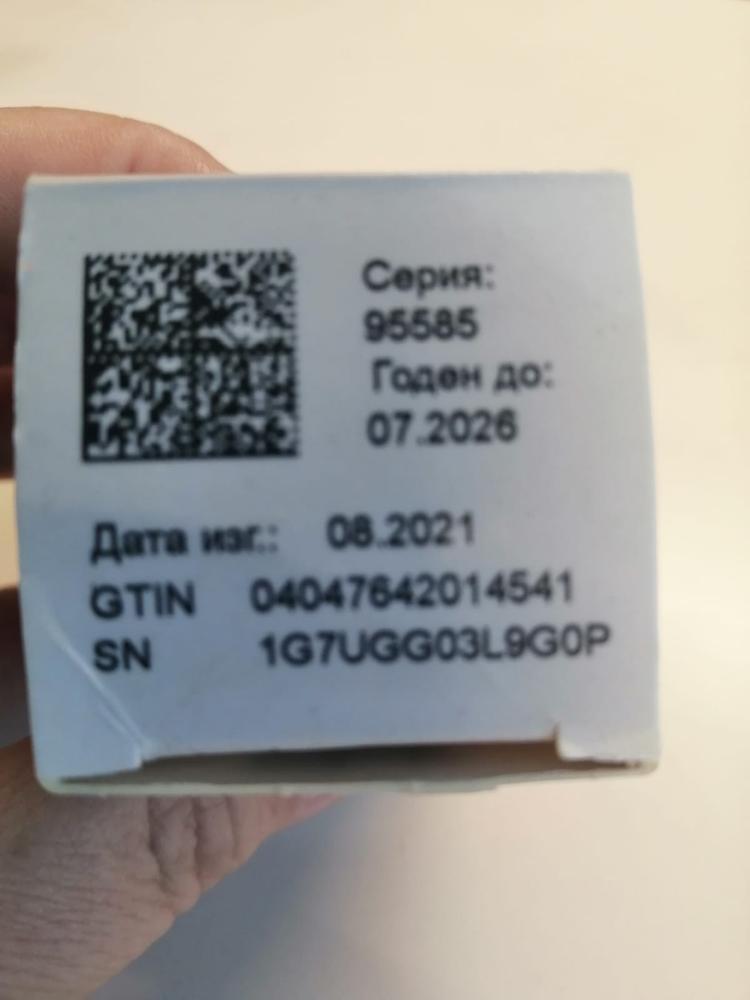 Серия:
95585
Годен до:
07.2026
Дата изг.: 08.2021
GTIN 04047642014541
SN 1G7UGG03L9G0P